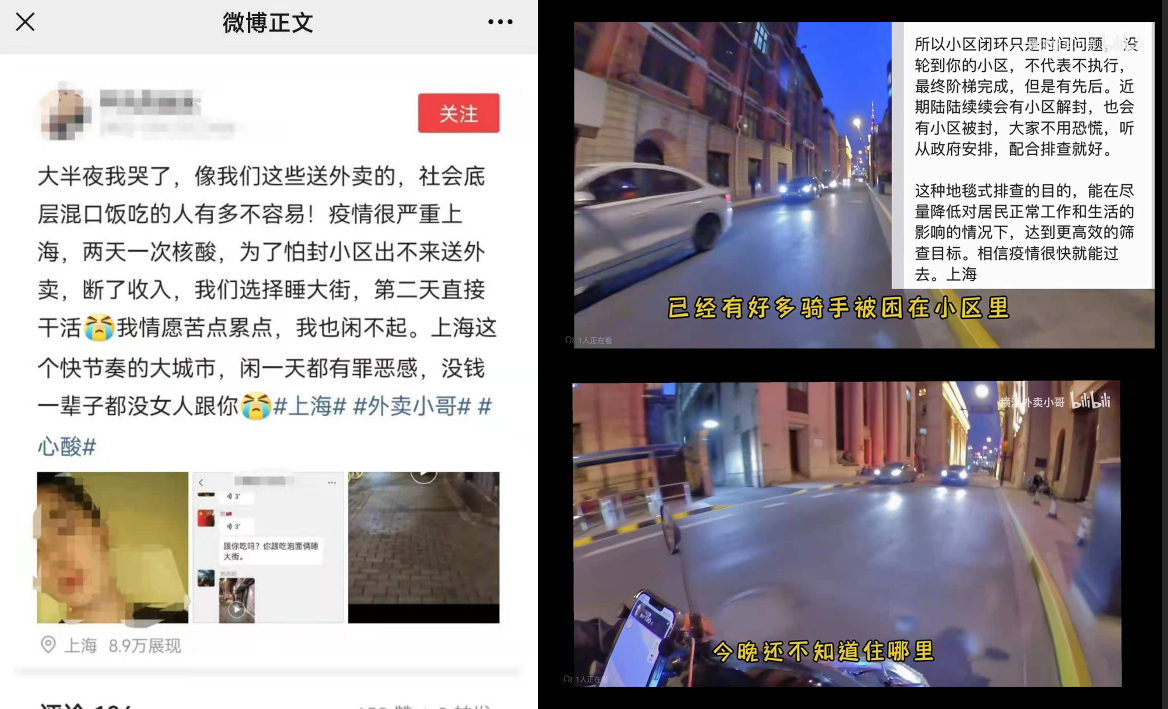 微博正文
关注
大半夜我哭了，像我们这些送外卖的，社会底
层混口饭吃的人有多不容易！疫情很严重上
海，两天一次核酸，为了怕封小区出不来送外
卖，断了收入，我们选择睡大街，第二天直接
干活😭我情愿苦点累点，我也闲不起。上海这
个快节奏的大城市，闲一天都有罪恶感，没钱
一辈子都没女人跟你😭#上海# #外卖小哥# #
心酸#
3"
3"
跟你吃吗？你跟吃泡面俩睡
大街。
上海 8.9万展现
所以小区闭环只是时间问题，没
轮到你的小区，不代表不执行，
最终阶梯完成，但是有先后。近
期陆陆续续会有小区解封，也会
有小区被封，大家不用恐慌，听
从政府安排，配合排查就好。
这种地毯式排查的目的，能在尽
量降低对居民正常工作和生活的
影响的情况下，达到更高效的筛
查目标。相信疫情很快就能过
去。上海
已经有好多骑手被困在小区里
1人正在看
外卖小哥 bilibili
今晚还不知道住哪里
1人正在看